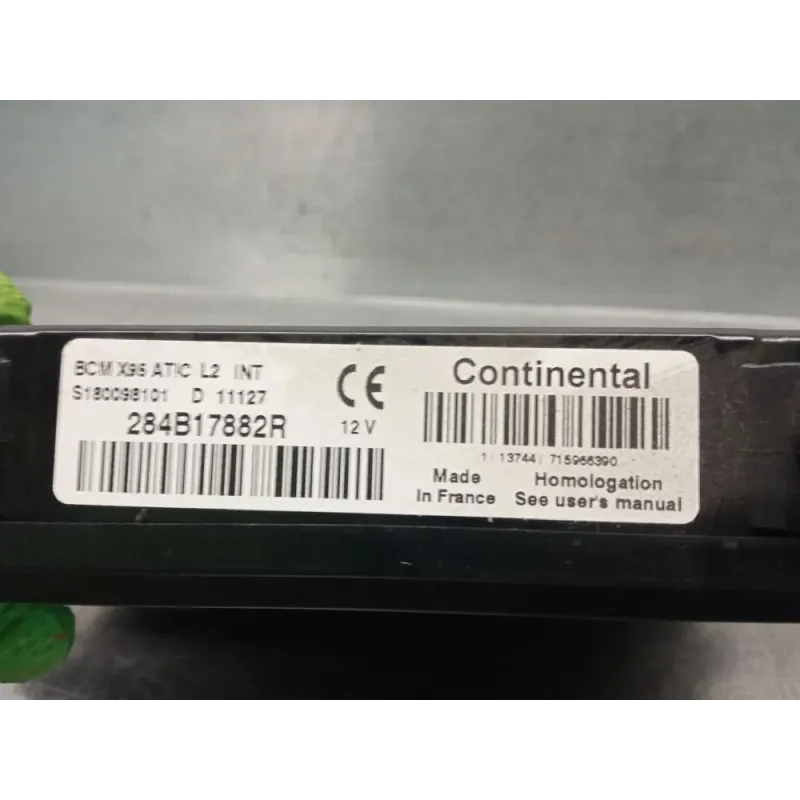 BCM X95 ATIC L2 INT
S180098101 D 11127
284B17882R
CE
12 V
Continental
1 13744 715966390
Made
In France
Homologation
See user's manual